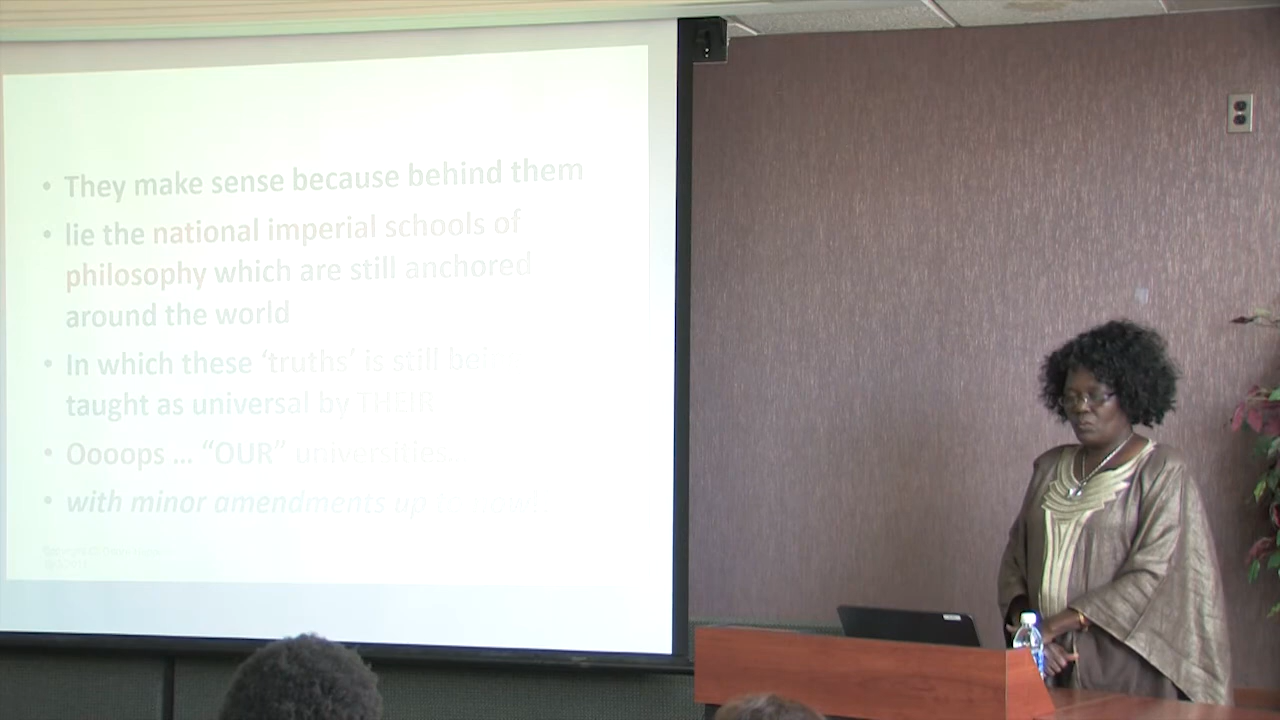 • They make sense because behind them
• lie the national imperial schools of
philosophy which are still anchored
around the world
• In which these ‘truths’ is still
taught as universal by THEIR
• Oooops ... “OUR” universities..
• with minor amendments up to